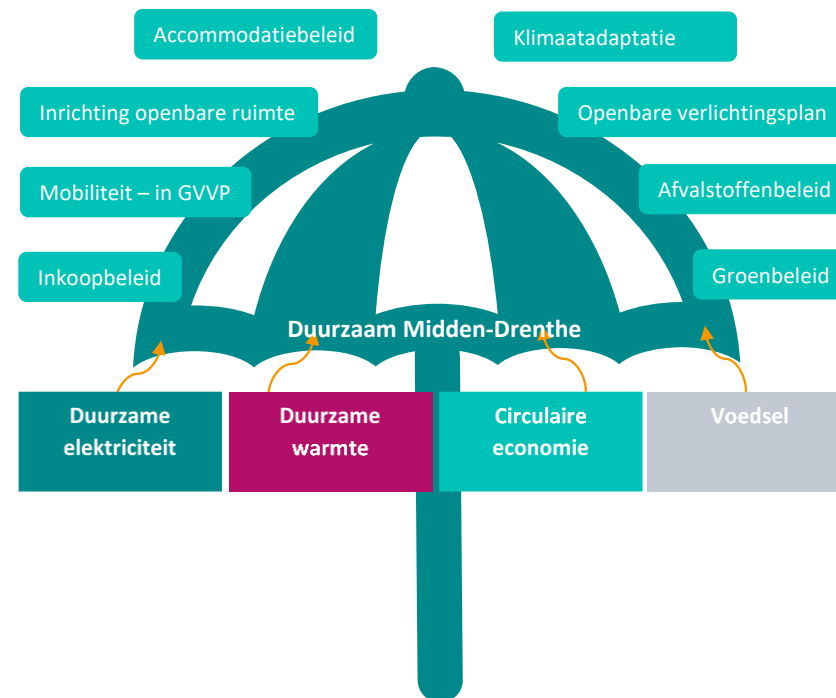 Accommodatiebeleid
Klimaatadaptatie
Inrichting openbare ruimte
Openbare verlichtingsplan
Mobiliteit – in GVVP
Afvalstoffenbeleid
Inkoopbeleid
Groenbeleid
Duurzaam Midden-Drenthe
Duurzame
elektriciteit
Duurzame
warmte
Circulaire
economie
Voedsel